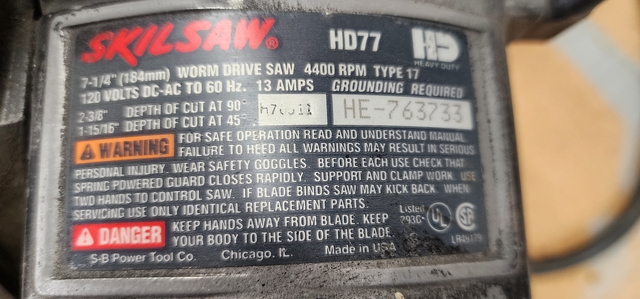 SKILSAW® HD77 HD
HEAVY DUTY
7-1/4" (184mm) WORM DRIVE SAW 4400 RPM TYPE 17
120 VOLTS DC-AC TO 60 Hz. 13 AMPS GROUNDING REQUIRED
2-3/8" DEPTH OF CUT AT 90°
1-15/16" DEPTH OF CUT AT 45°
HE-763733
WARNING FOR SAFE OPERATION READ AND UNDERSTAND MANUAL.
FAILURE TO HEED ALL WARNINGS MAY RESULT IN SERIOUS
PERSONAL INJURY. WEAR SAFETY GOGGLES. BEFORE EACH USE CHECK THAT
SPRING POWERED GUARD CLOSES RAPIDLY. SUPPORT AND CLAMP WORK. USE
TWO HANDS TO CONTROL SAW. IF BLADE BINDS SAW MAY KICK BACK. WHEN
SERVICING USE ONLY IDENTICAL REPLACEMENT PARTS.
DANGER KEEP HANDS AWAY FROM BLADE. KEEP
YOUR BODY TO THE SIDE OF THE BLADE.
Listed UL SA
S-B Power Tool Co. Chicago, IL. Made in USA